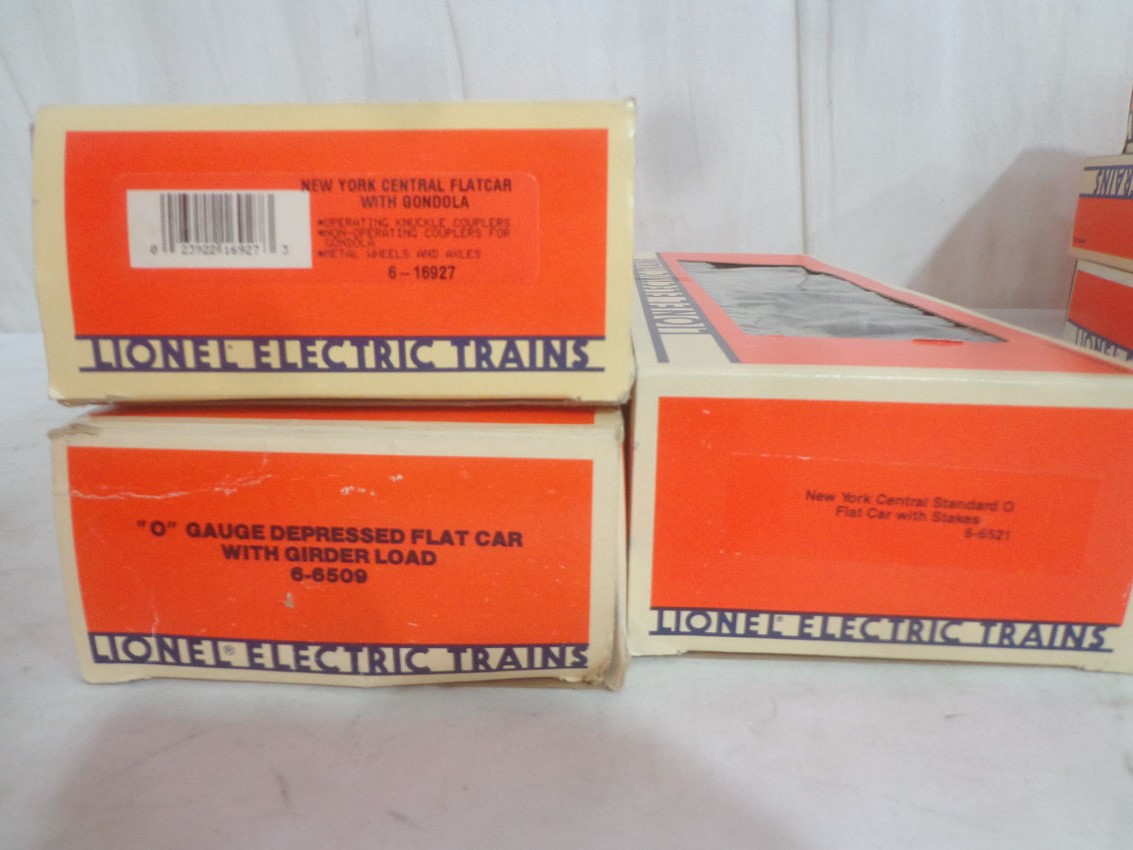 NEW YORK CENTRAL FLATCAR
WITH GONDOLA
*OPERATING KNUCKLE COUPLERS
*NON-OPERATING COUPLERS FOR
GONDOLA
*METAL WHEELS AND AXLES
6-16927
0 23922 16927 3
LIONEL ELECTRIC TRAINS
"O" GAUGE DEPRESSED FLAT CAR
WITH GIRDER LOAD
6-6509
LIONEL® ELECTRIC TRAINS
New York Central Standard O
Flat Car with Stakes
6-6521
LIONEL® ELECTRIC TRAINS
LIONEL